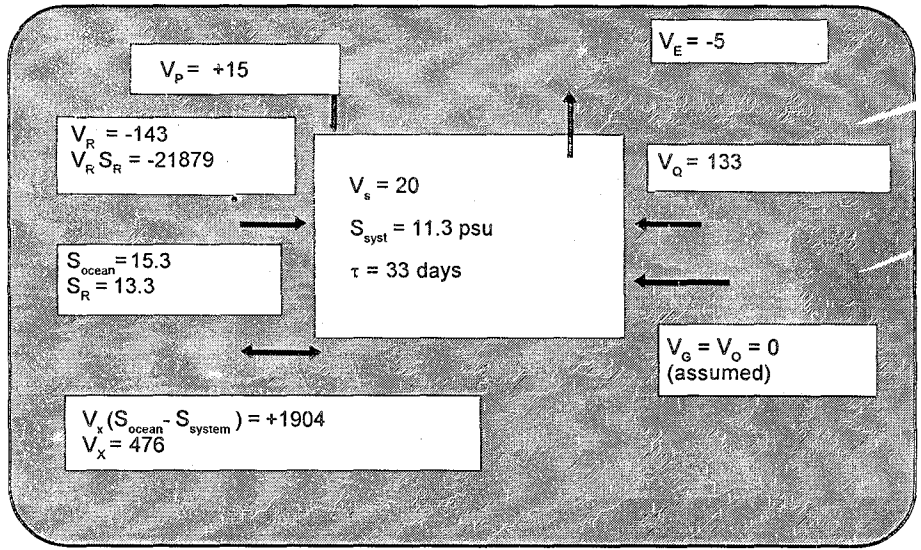 V_P = +15
V_E = -5
V_R = -143
V_R S_R = -21879
V_Q = 133
V_s = 20
S_syst = 11.3 psu
τ = 33 days
S_ocean = 15.3
S_R = 13.3
V_G = V_O = 0
(assumed)
V_x (S_ocean - S_system) = +1904
V_X = 476